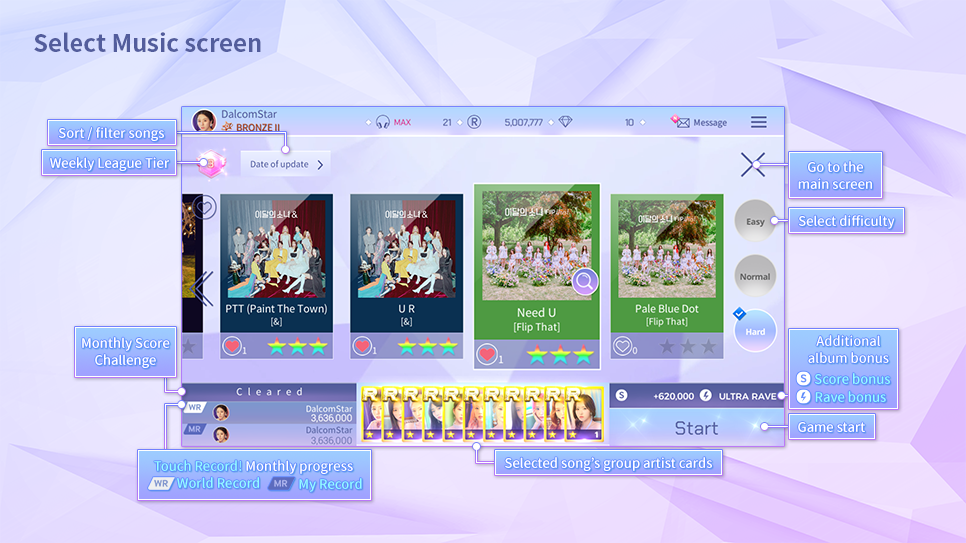 Select Music screen
DalcomStar
BRONZE II
MAX
21
R
5,007,777
10
Message
Sort / filter songs
Weekly League Tier
Date of update
Go to the
main screen
Select difficulty
Easy
Normal
Hard
이달의 소녀 &
PTT (Paint The Town)
[&]
1
이달의 소녀 &
U R
[&]
1
이달의 소녀
Need U
[Flip That]
1
이달의 소녀
Pale Blue Dot
[Flip That]
0
Monthly Score
Challenge
Cleared
WR
DalcomStar
3,636,000
MR
DalcomStar
3,636,000
R R R R R R R R R R R
1
S +620,000 ULTRA RAVE
Start
Additional
album bonus
S Score bonus
Rave bonus
Game start
Touch Record! Monthly progress
WR World Record MR My Record
Selected song's group artist cards